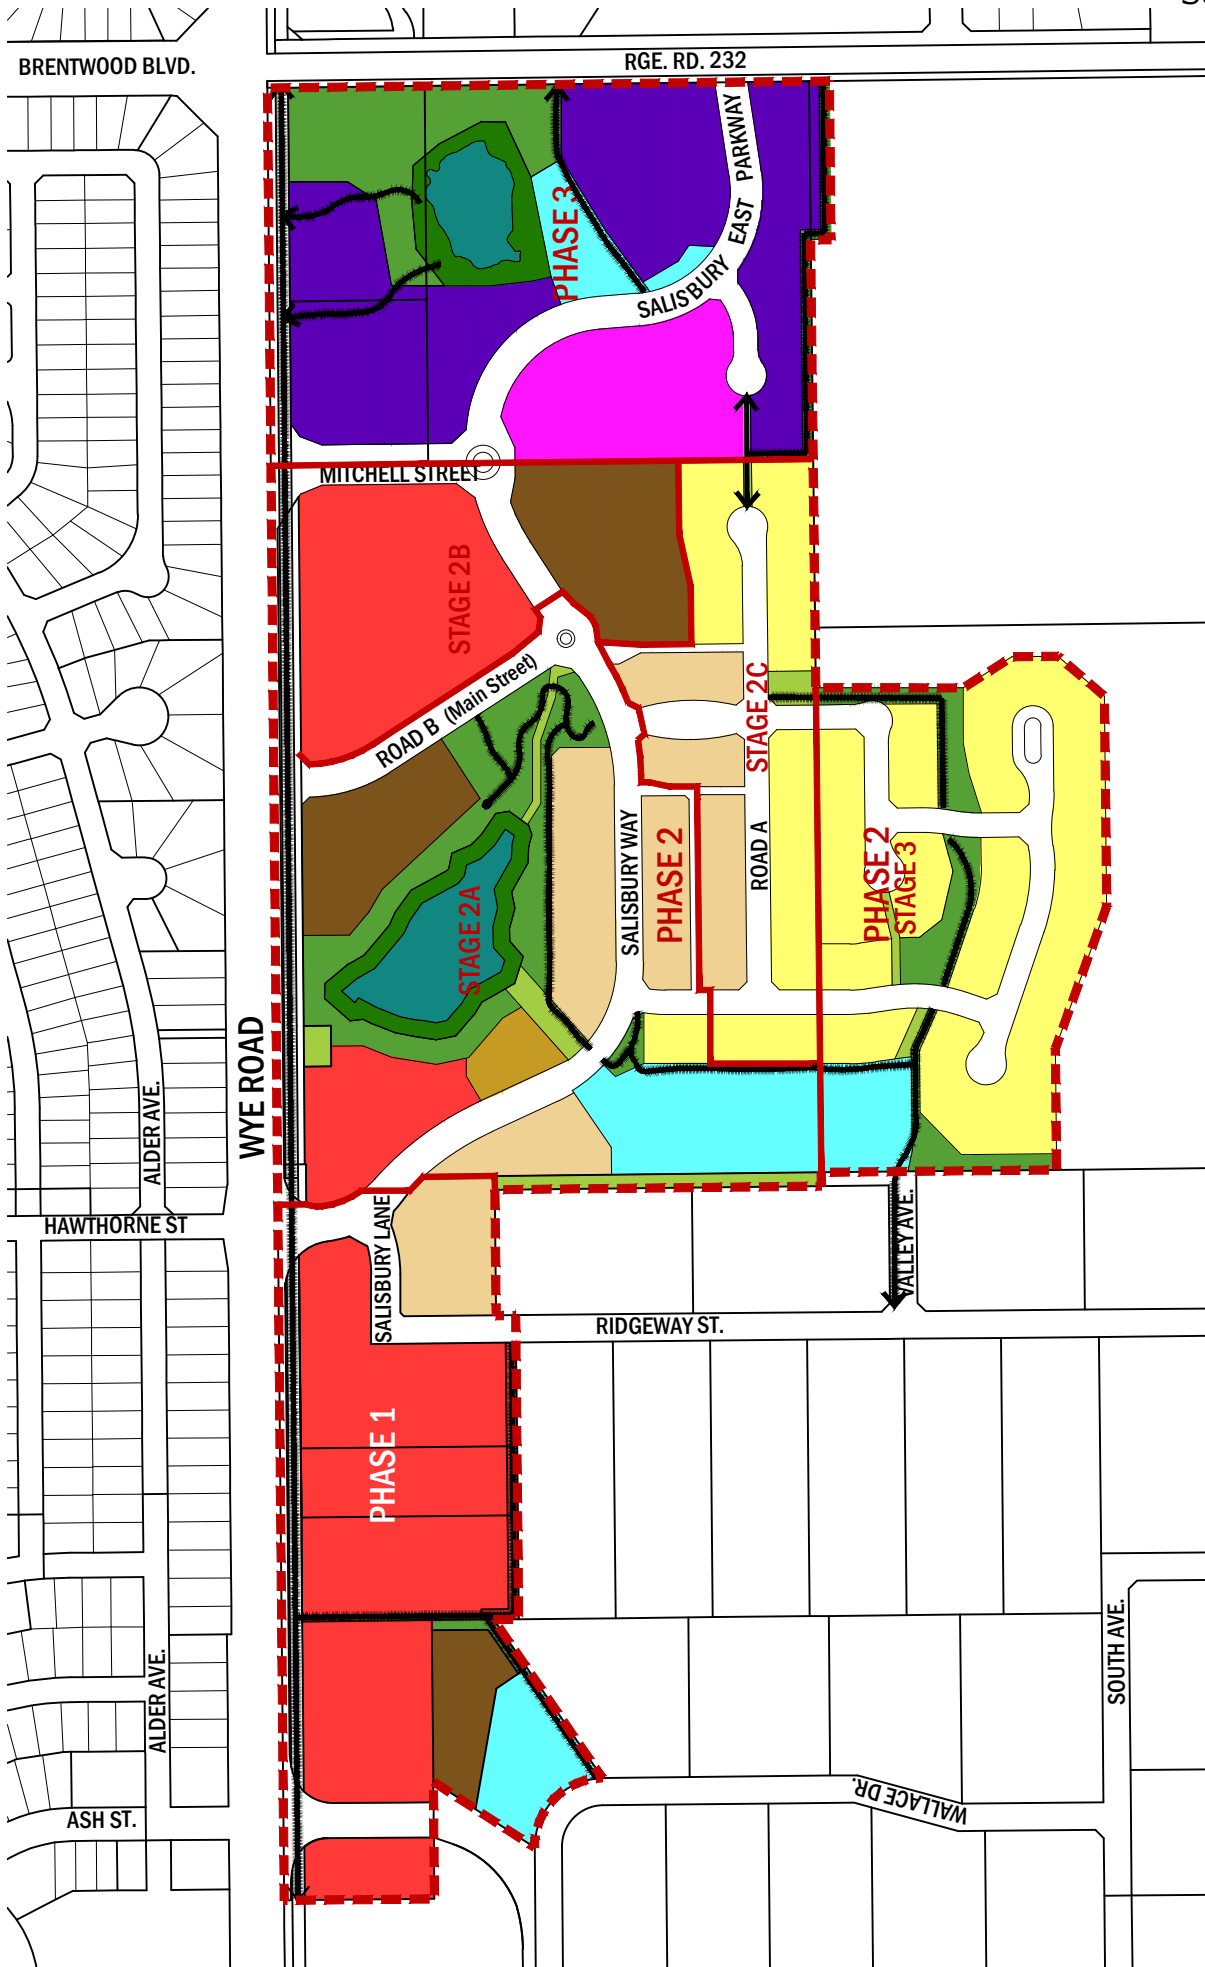 BRENTWOOD BLVD.
RGE. RD. 232
SALISBURY EAST PARKWAY
PHASE 3
MITCHELL STREET
STAGE 2B
ROAD B (Main Street)
STAGE 2C
STAGE 2A
SALISBURY WAY
PHASE 2
ROAD A
PHASE 2
STAGE 3
WYE ROAD
ALDER AVE.
HAWTHORNE ST
SALISBURY LANE
VALLEY AVE.
RIDGEWAY ST.
PHASE 1
SOUTH AVE.
ALDER AVE.
WALLACE DR.
ASH ST.